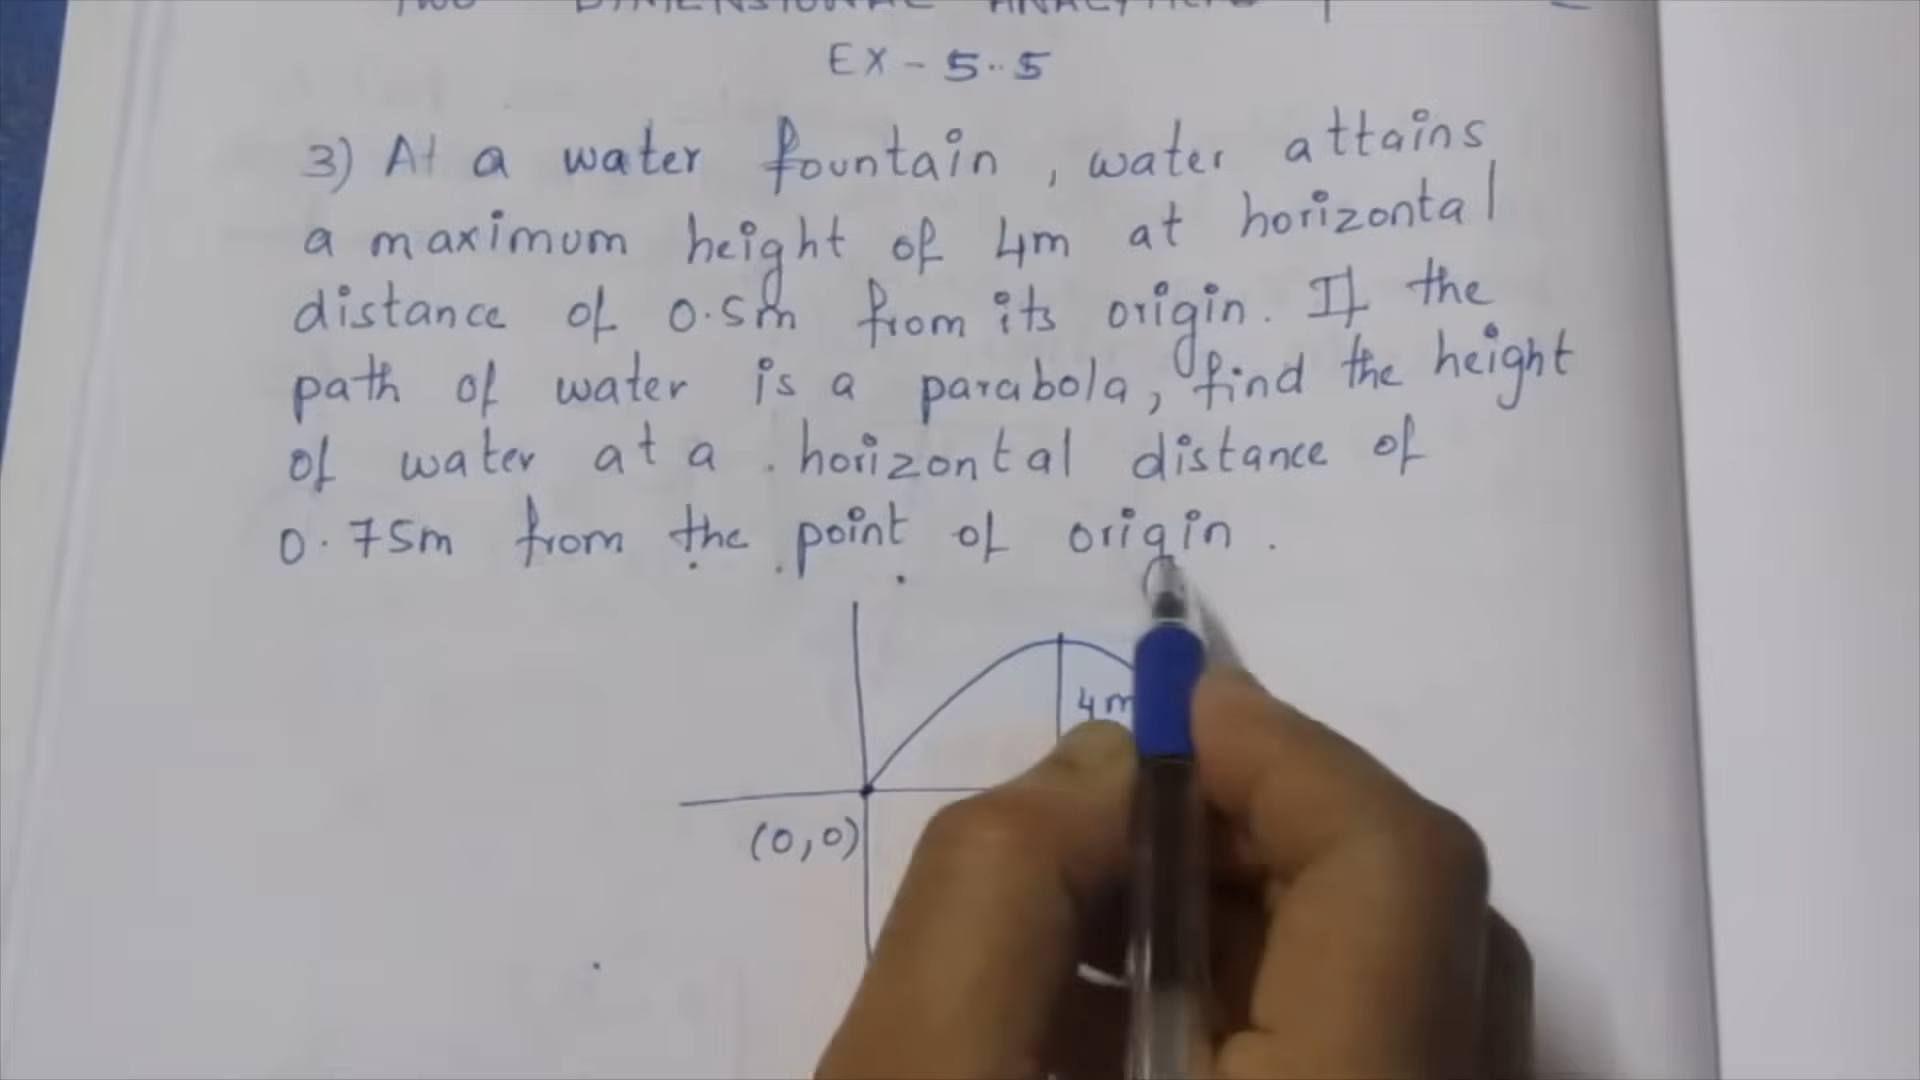 TWO DIMENSIONAL
EX - 5.5
3) At a water fountain, water attains
a maximum height of 4m at horizontal
distance of 0.5m from its origin. If the
path of water is a parabola, find the height
of water at a horizontal distance of
0.75m from the point of origin.
4m
(0,0)